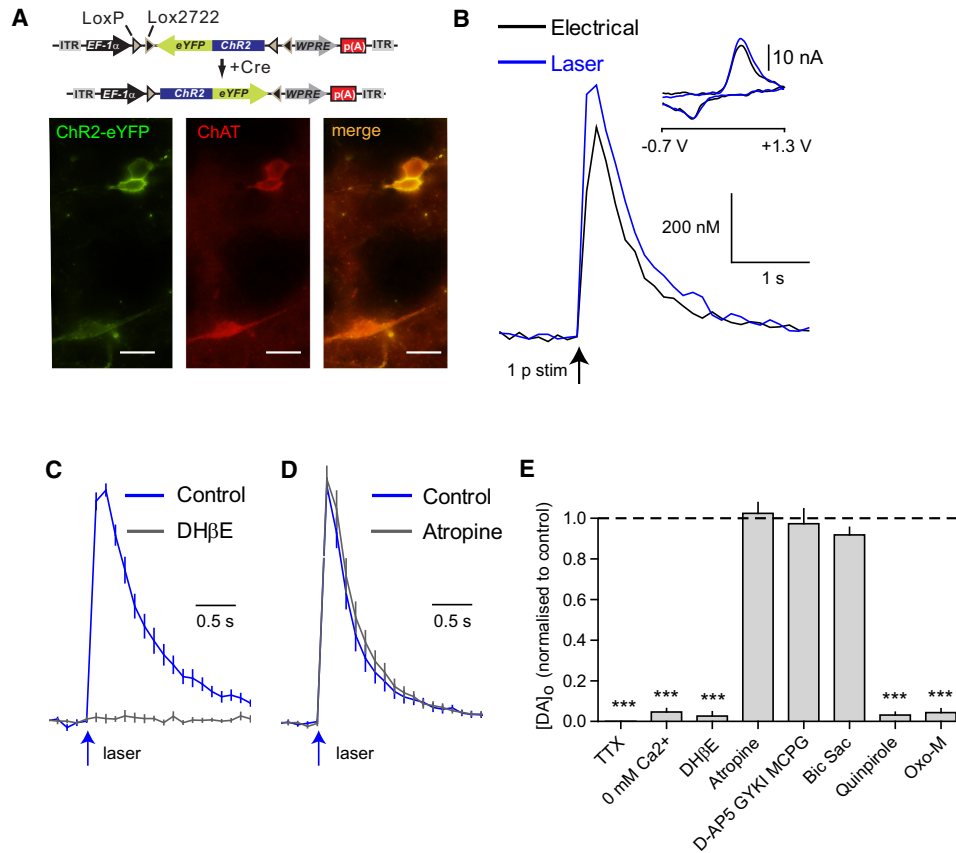 A
LoxP Lox2722
ITR EF-1α eYFP ChR2 WPRE p(A) ITR
+Cre
ITR EF-1α ChR2 eYFP WPRE p(A) ITR
ChR2-eYFP ChAT merge
B
Electrical
Laser
10 nA
-0.7 V +1.3 V
200 nM
1 s
1 p stim
C
Control
DHβE
0.5 s
laser
D
Control
Atropine
0.5 s
laser
E
[DA]o (normalised to control)
1.0
0.8
0.6
0.4
0.2
0.0
*** *** *** *** ***
TTX
0 mM Ca2+
DHβE
Atropine
D-AP5 GYKI MCPG
Bic Sac
Quinpirole
Oxo-M